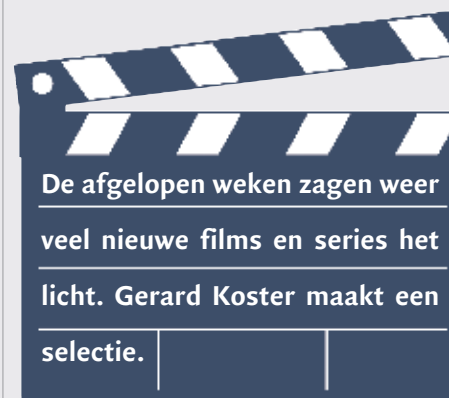 De afgelopen weken zagen weer
veel nieuwe films en series het
licht. Gerard Koster maakt een
selectie.